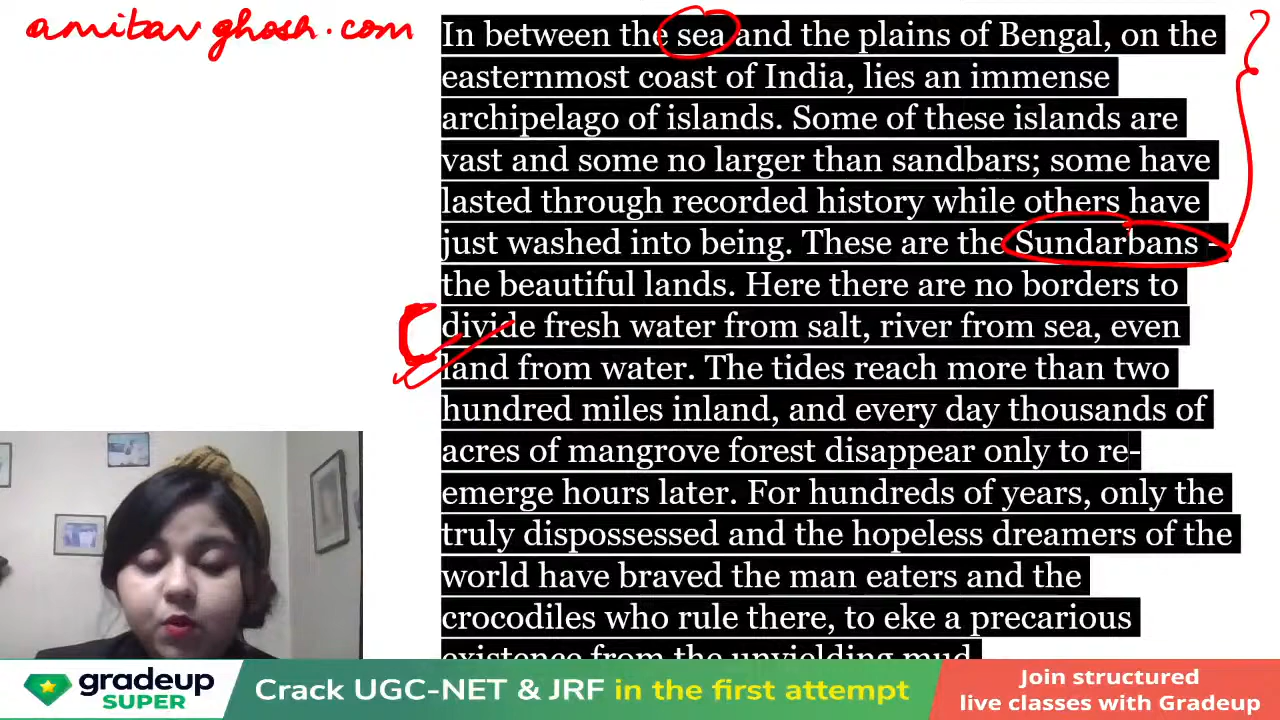 amitav ghosh.com
In between the sea and the plains of Bengal, on the
easternmost coast of India, lies an immense
archipelago of islands. Some of these islands are
vast and some no larger than sandbars; some have
lasted through recorded history while others have
just washed into being. These are the Sundarbans -
the beautiful lands. Here there are no borders to
divide fresh water from salt, river from sea, even
land from water. The tides reach more than two
hundred miles inland, and every day thousands of
acres of mangrove forest disappear only to re-
emerge hours later. For hundreds of years, only the
truly dispossessed and the hopeless dreamers of the
world have braved the man eaters and the
crocodiles who rule there, to eke a precarious
existence from the unyielding mud.
gradeup
SUPER
Crack UGC-NET & JRF in the first attempt
Join structured
live classes with Gradeup